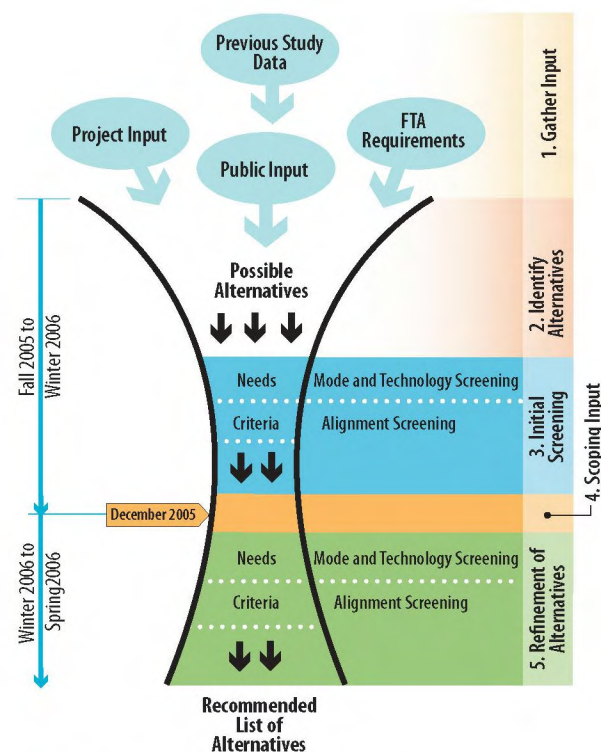 Previous Study
Data
Project Input
FTA
Requirements
Public Input
1. Gather Input
Possible
Alternatives
2. Identify
Alternatives
Fall 2005 to
Winter 2006
Needs
Mode and Technology Screening
Criteria
Alignment Screening
3. Initial
Screening
4. Scoping Input
December 2005
Winter 2006 to
Spring2006
Needs
Mode and Technology Screening
Criteria
Alignment Screening
5. Refinement of
Alternatives
Recommended
List of
Alternatives